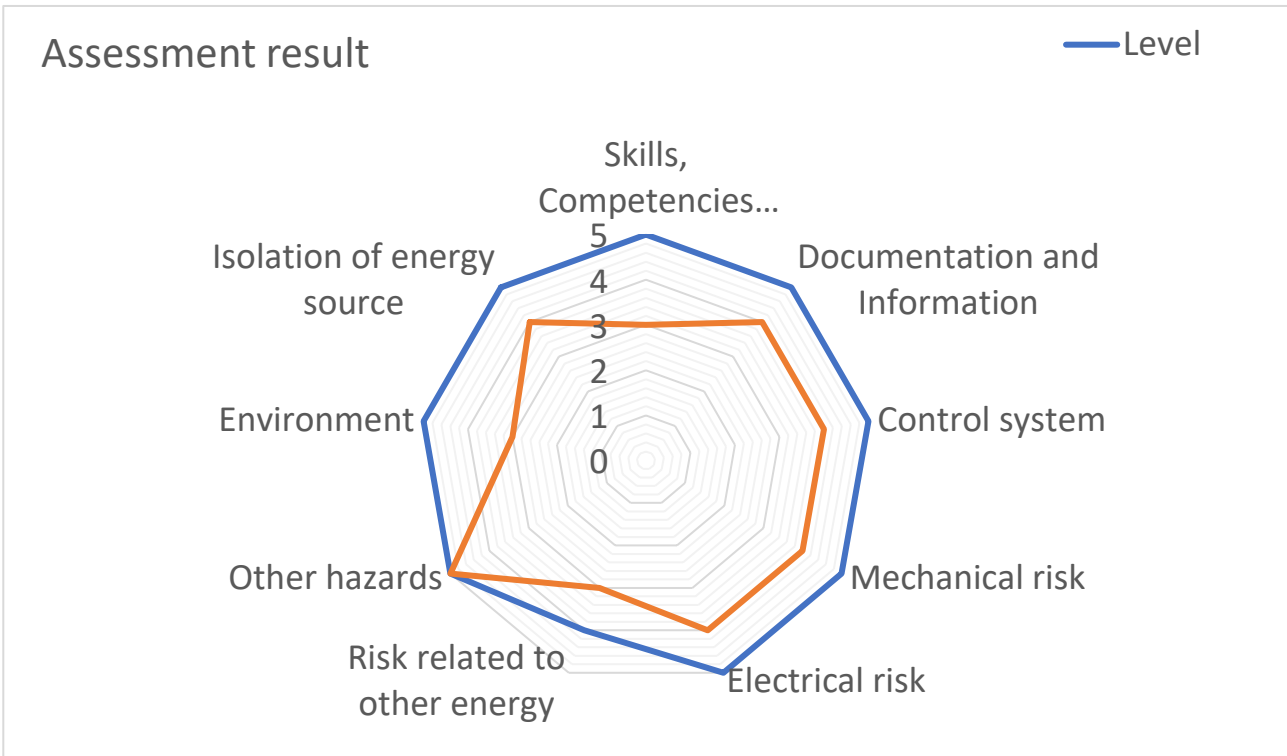 Assessment result
Level
Skills,
Competencies…
5
4
3
2
1
0
Documentation and
Information
Control system
Mechanical risk
Electrical risk
Risk related to
other energy
Other hazards
Environment
Isolation of energy
source